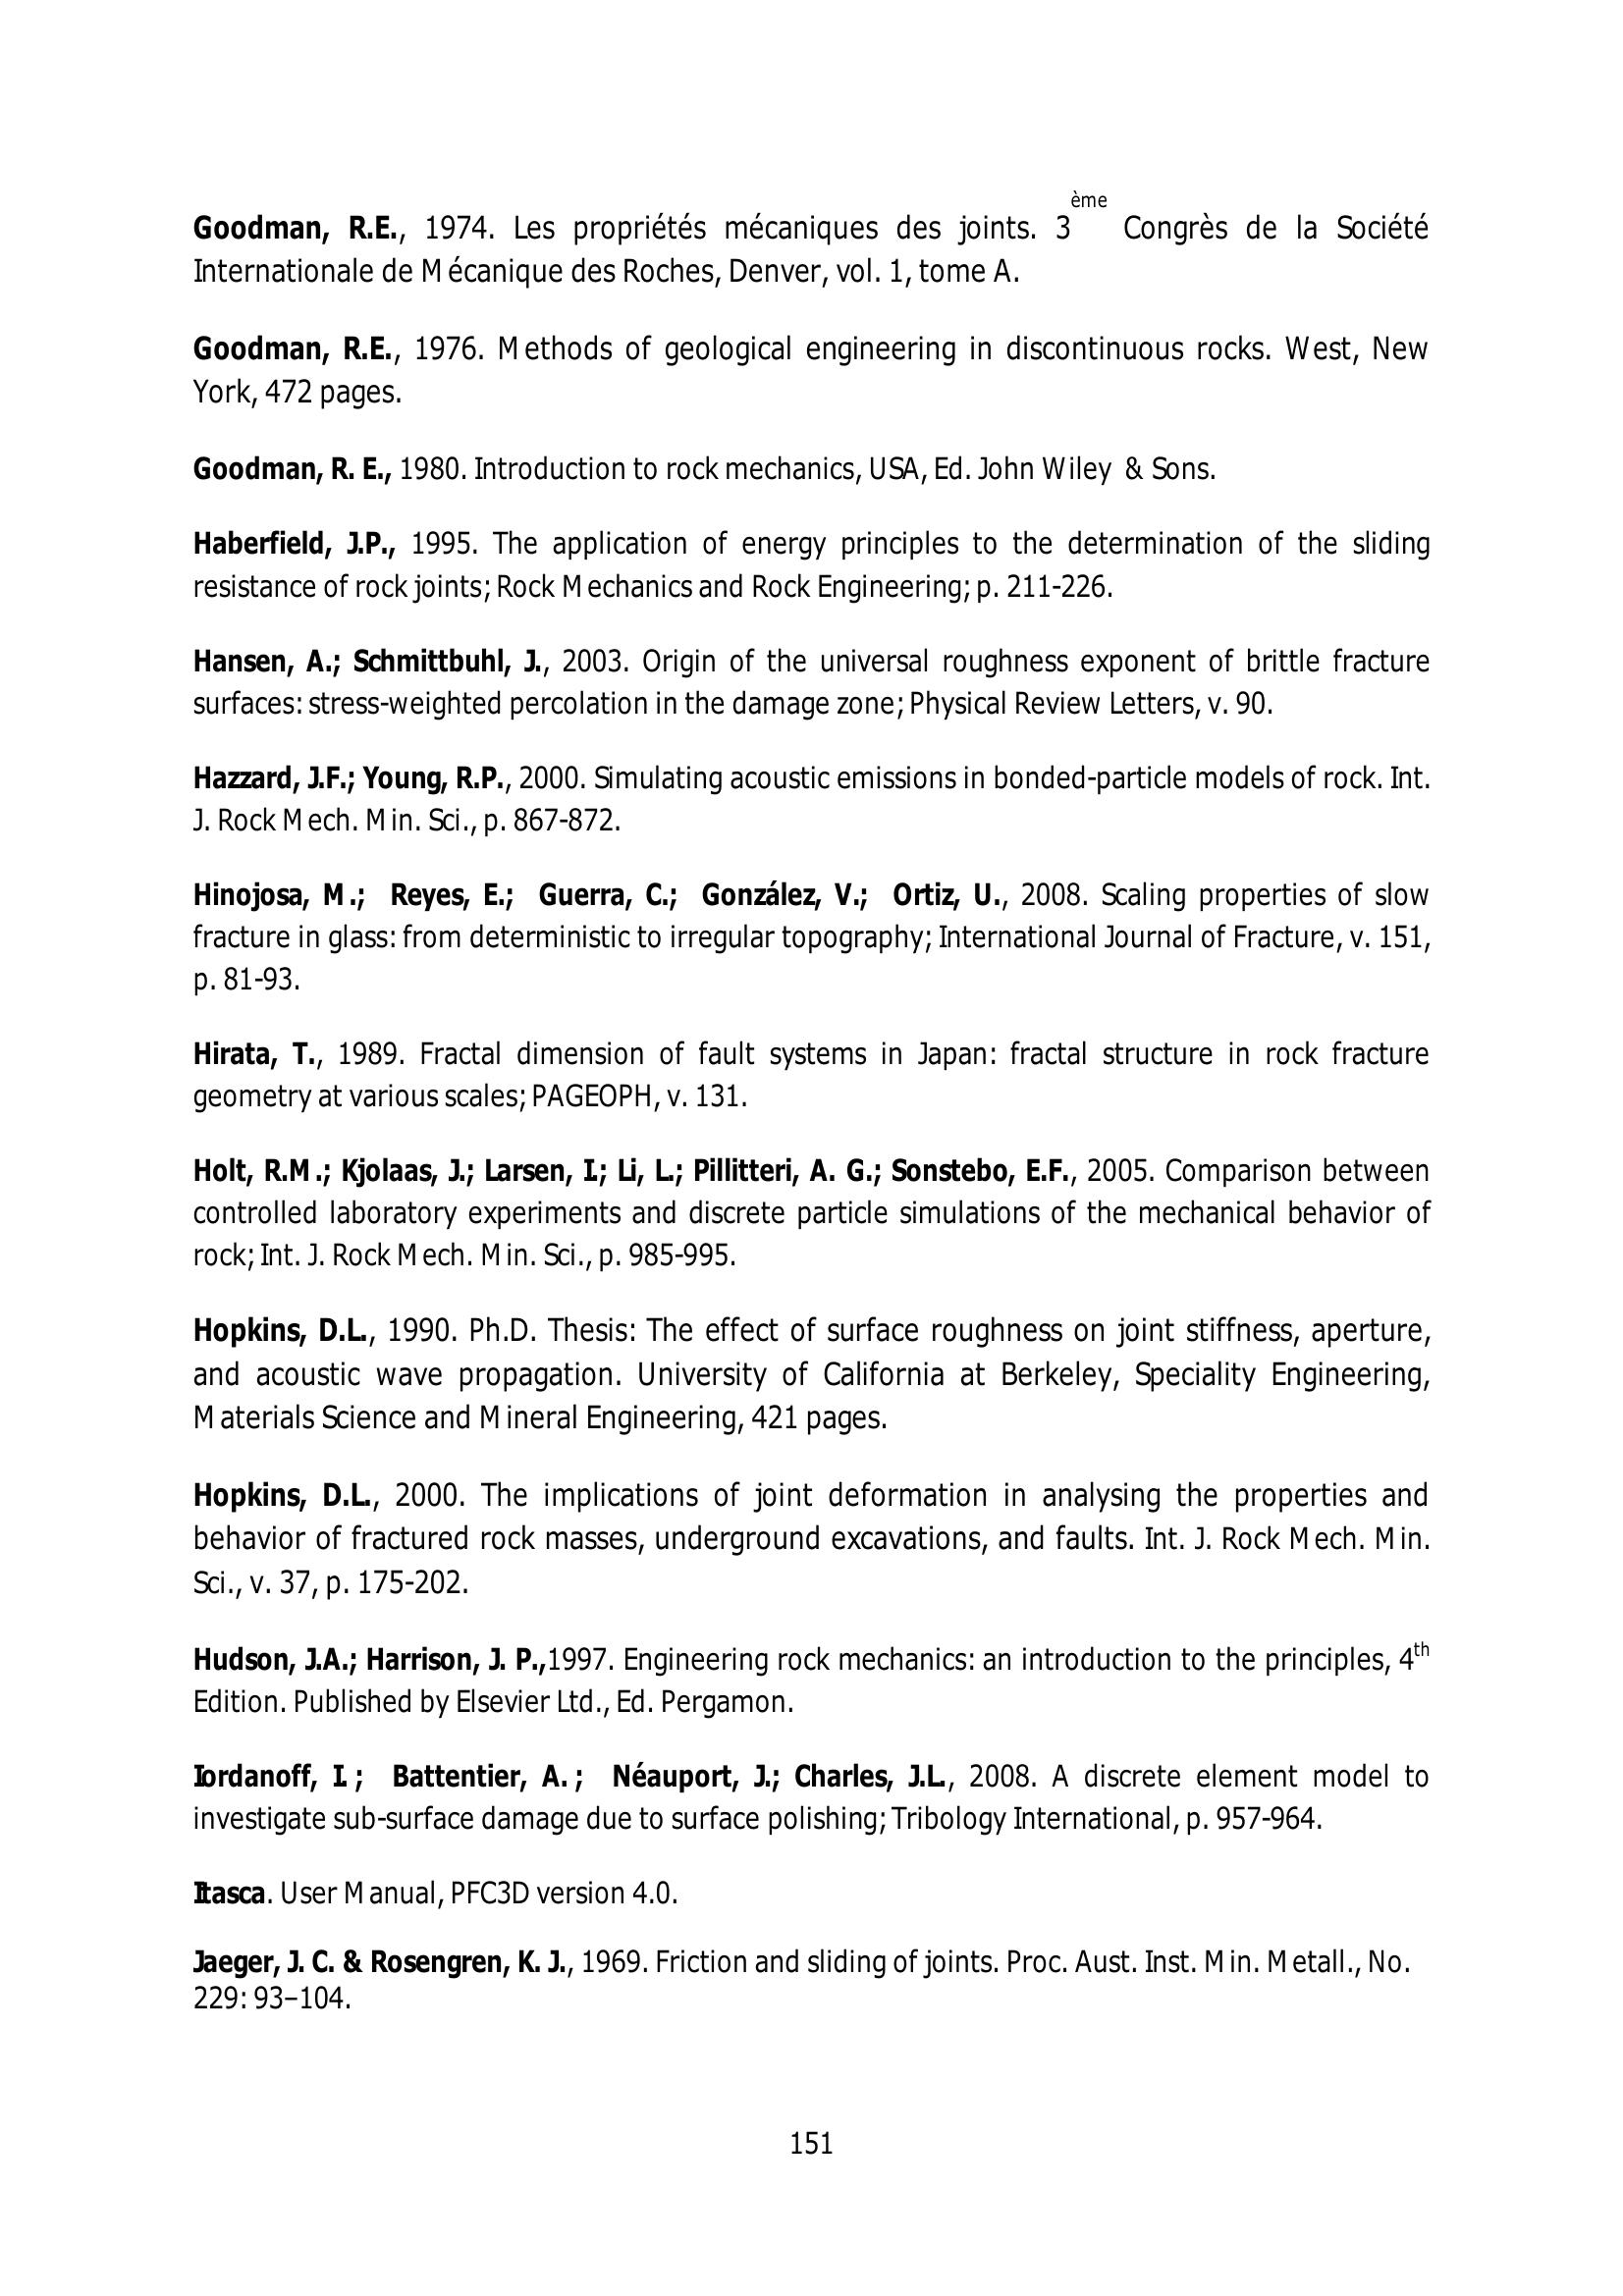 Goodman, R.E., 1974. Les propriétés mécaniques des joints. 3ème Congrès de la Société
Internationale de Mécanique des Roches, Denver, vol. 1, tome A.
Goodman, R.E., 1976. Methods of geological engineering in discontinuous rocks. West, New
York, 472 pages.
Goodman, R. E., 1980. Introduction to rock mechanics, USA, Ed. John Wiley & Sons.
Haberfield, J.P., 1995. The application of energy principles to the determination of the sliding
resistance of rock joints; Rock Mechanics and Rock Engineering; p. 211-226.
Hansen, A.; Schmittbuhl, J., 2003. Origin of the universal roughness exponent of brittle fracture
surfaces: stress-weighted percolation in the damage zone; Physical Review Letters, v. 90.
Hazzard, J.F.; Young, R.P., 2000. Simulating acoustic emissions in bonded-particle models of rock. Int.
J. Rock Mech. Min. Sci., p. 867-872.
Hinojosa, M.; Reyes, E.; Guerra, C.; González, V.; Ortiz, U., 2008. Scaling properties of slow
fracture in glass: from deterministic to irregular topography; International Journal of Fracture, v. 151,
p. 81-93.
Hirata, T., 1989. Fractal dimension of fault systems in Japan: fractal structure in rock fracture
geometry at various scales; PAGEOPH, v. 131.
Holt, R.M.; Kjolaas, J.; Larsen, I.; Li, L.; Pillitteri, A. G.; Sonstebo, E.F., 2005. Comparison between
controlled laboratory experiments and discrete particle simulations of the mechanical behavior of
rock; Int. J. Rock Mech. Min. Sci., p. 985-995.
Hopkins, D.L., 1990. Ph.D. Thesis: The effect of surface roughness on joint stiffness, aperture,
and acoustic wave propagation. University of California at Berkeley, Speciality Engineering,
Materials Science and Mineral Engineering, 421 pages.
Hopkins, D.L., 2000. The implications of joint deformation in analysing the properties and
behavior of fractured rock masses, underground excavations, and faults. Int. J. Rock Mech. Min.
Sci., v. 37, p. 175-202.
Hudson, J.A.; Harrison, J. P.,1997. Engineering rock mechanics: an introduction to the principles, 4th
Edition. Published by Elsevier Ltd., Ed. Pergamon.
Iordanoff, I. ; Battentier, A. ; Néauport, J.; Charles, J.L., 2008. A discrete element model to
investigate sub-surface damage due to surface polishing; Tribology International, p. 957-964.
Itasca. User Manual, PFC3D version 4.0.
Jaeger, J. C. & Rosengren, K. J., 1969. Friction and sliding of joints. Proc. Aust. Inst. Min. Metall., No.
229: 93–104.
151